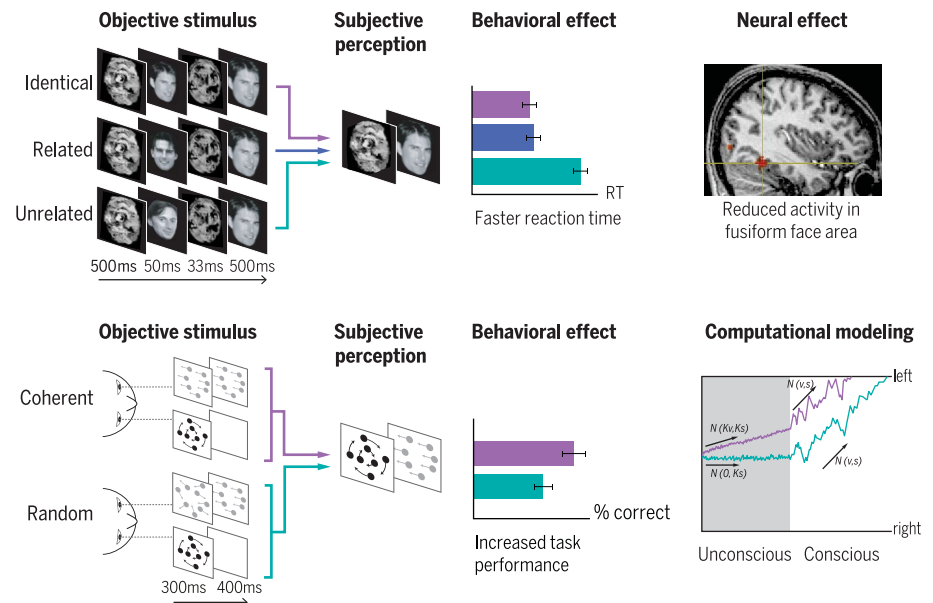 Objective stimulus
Subjective
perception
Behavioral effect
Neural effect
Identical
Related
Unrelated
500ms 50ms 33ms 500ms
RT
Faster reaction time
Reduced activity in
fusiform face area
Objective stimulus
Subjective
perception
Behavioral effect
Computational modeling
Coherent
Random
300ms 400ms
% correct
Increased task
performance
left
N (v,s)
N (Kv,Ks)
N (v,s)
N (0, Ks)
right
Unconscious Conscious